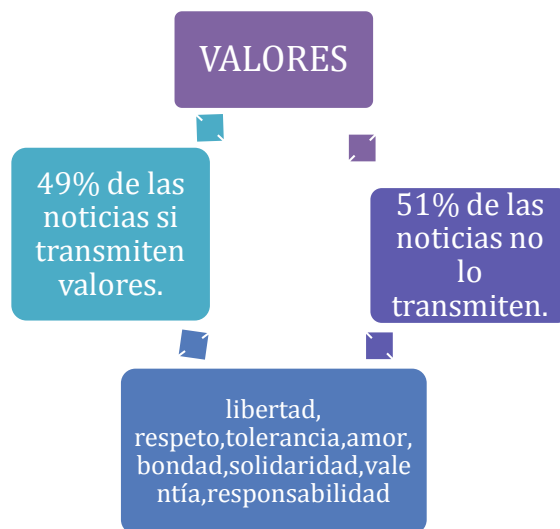 VALORES
49% de las
noticias si
transmiten
valores.
51% de las
noticias no
lo
transmiten.
libertad,
respeto,tolerancia,amor,
bondad,solidaridad,vale
ntía,responsabilidad